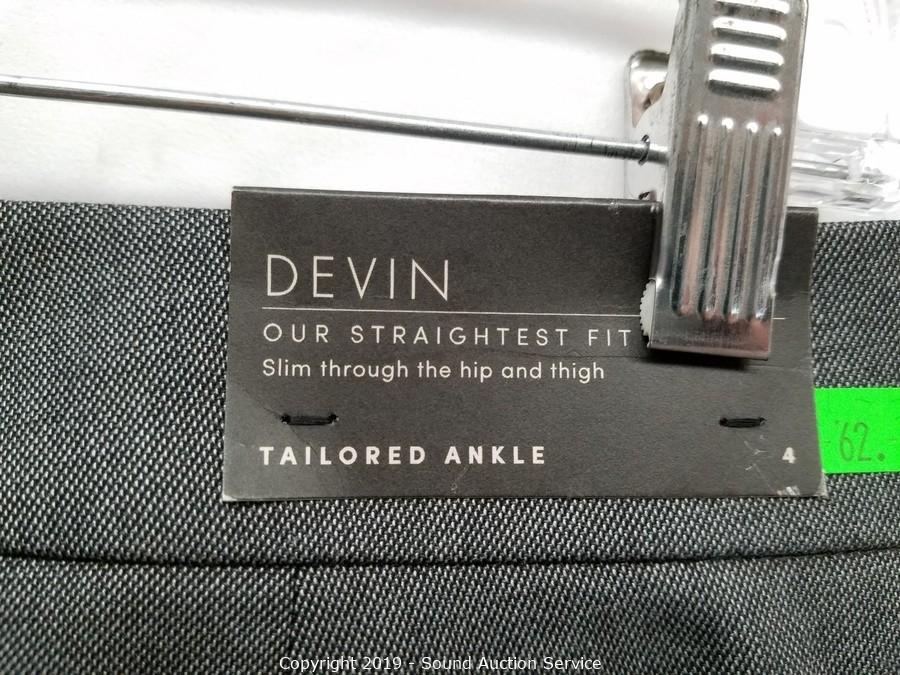 DEVIN
OUR STRAIGHTEST FIT
Slim through the hip and thigh
TAILORED ANKLE 4
62.
Copyright 2019 - Sound Auction Service